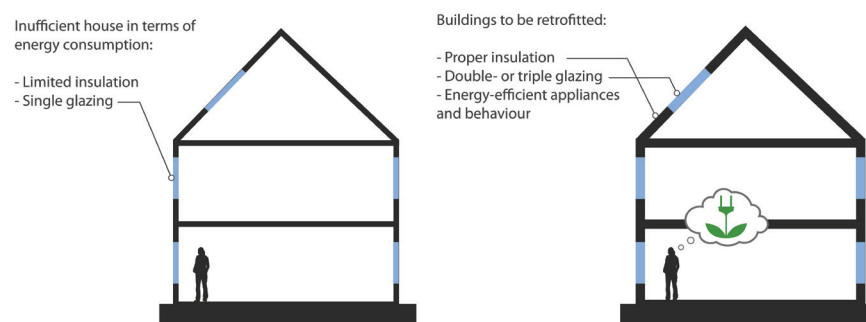 Inufficient house in terms of
energy consumption:
- Limited insulation
- Single glazing
Buildings to be retrofitted:
- Proper insulation
- Double- or triple glazing
- Energy-efficient appliances
and behaviour